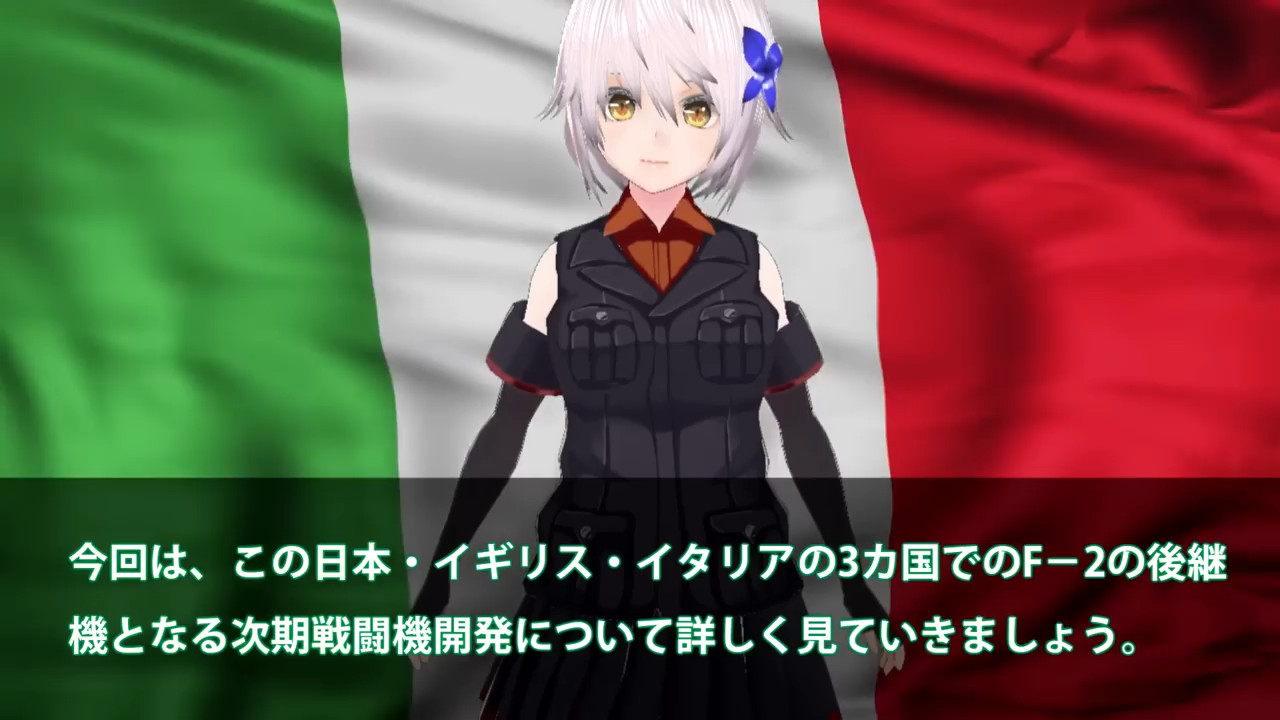 今回は、この日本・イギリス・イタリアの3カ国でのF－2の後継
機となる次期戦闘機開発について詳しく見ていきましょう。